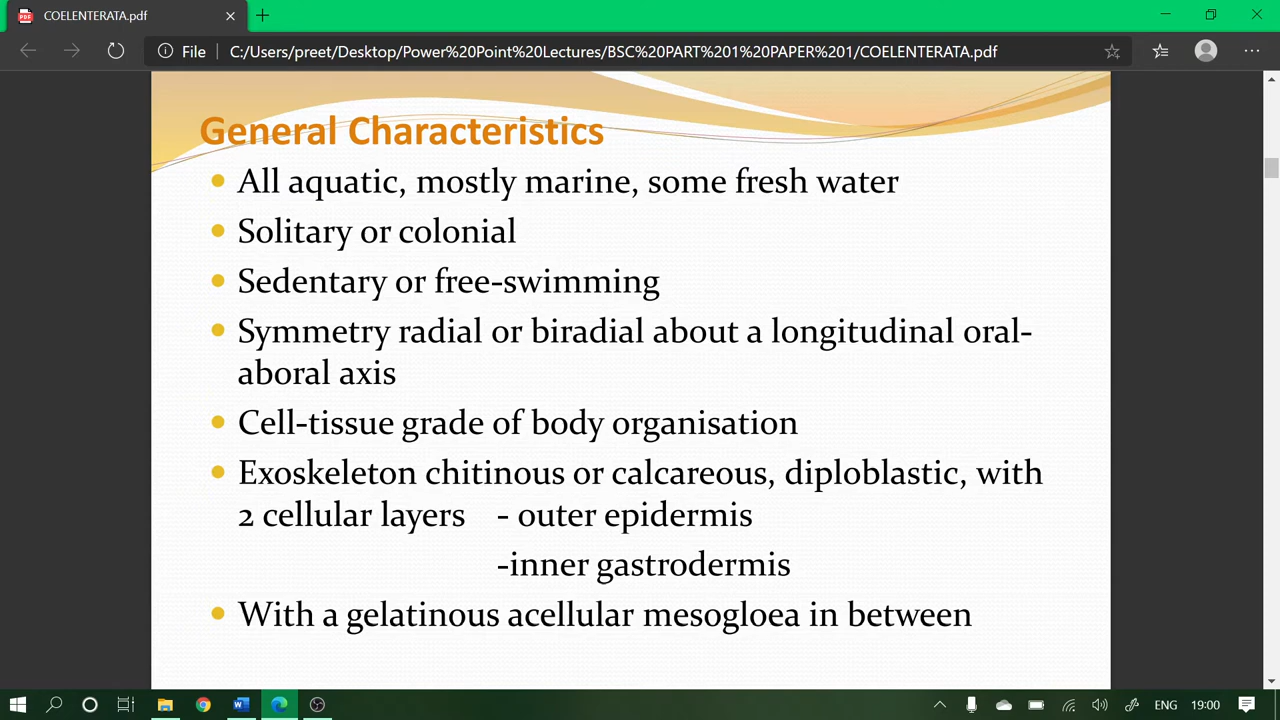 COELENTERATA.pdf
File
C:/Users/preet/Desktop/Power%20Point%20Lectures/BSC%20PART%201%20PAPER%201/COELENTERATA.pdf
General Characteristics
All aquatic, mostly marine, some fresh water
Solitary or colonial
Sedentary or free-swimming
Symmetry radial or biradial about a longitudinal oral-
aboral axis
Cell-tissue grade of body organisation
Exoskeleton chitinous or calcareous, diploblastic, with
2 cellular layers - outer epidermis
-inner gastrodermis
With a gelatinous acellular mesogloea in between
ENG 19:00